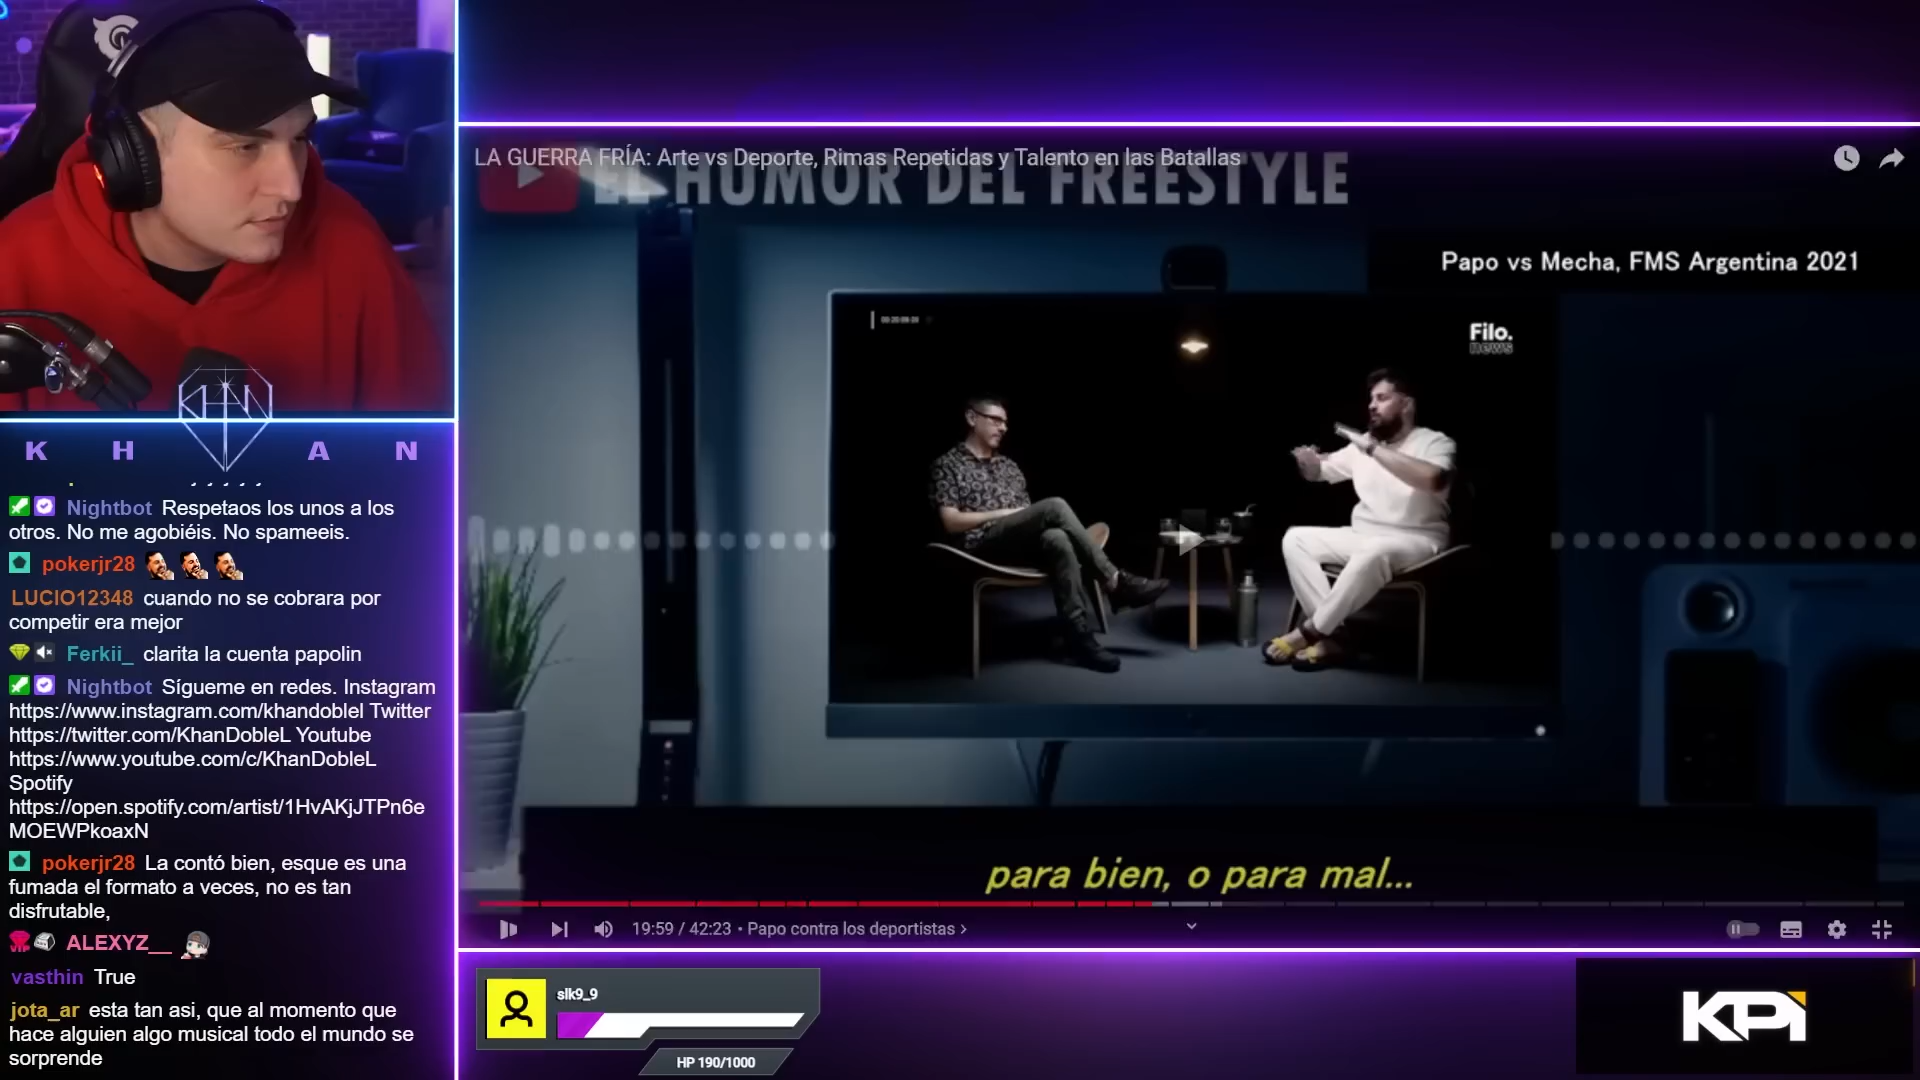 KHAN
K H A N
Nightbot Respetaos los unos a los
otros. No me agobiéis. No spameeis.
pokerjr28
LUCIO12348 cuando no se cobrara por
competir era mejor
Ferkii_ clarita la cuenta papolin
Nightbot Sígueme en redes. Instagram
https://www.instagram.com/khandoblel Twitter
https://twitter.com/KhanDobleL Youtube
https://www.youtube.com/c/KhanDobleL
Spotify
https://open.spotify.com/artist/1HvAKjJTPn6e
MOEWPkoaxN
pokerjr28 La contó bien, esque es una
fumada el formato a veces, no es tan
disfrutable,
ALEXYZ__
vasthin True
jota_ar esta tan asi, que al momento que
hace alguien algo musical todo el mundo se
sorprende
LA GUERRA FRÍA: Arte vs Deporte, Rimas Repetidas y Talento en las Batallas
EL HUMOR DEL FREESTYLE
Papo vs Mecha, FMS Argentina 2021
Filo.
news
para bien, o para mal...
19:59 / 42:23 • Papo contra los deportistas ›
slk9_9
HP 190/1000
KPI